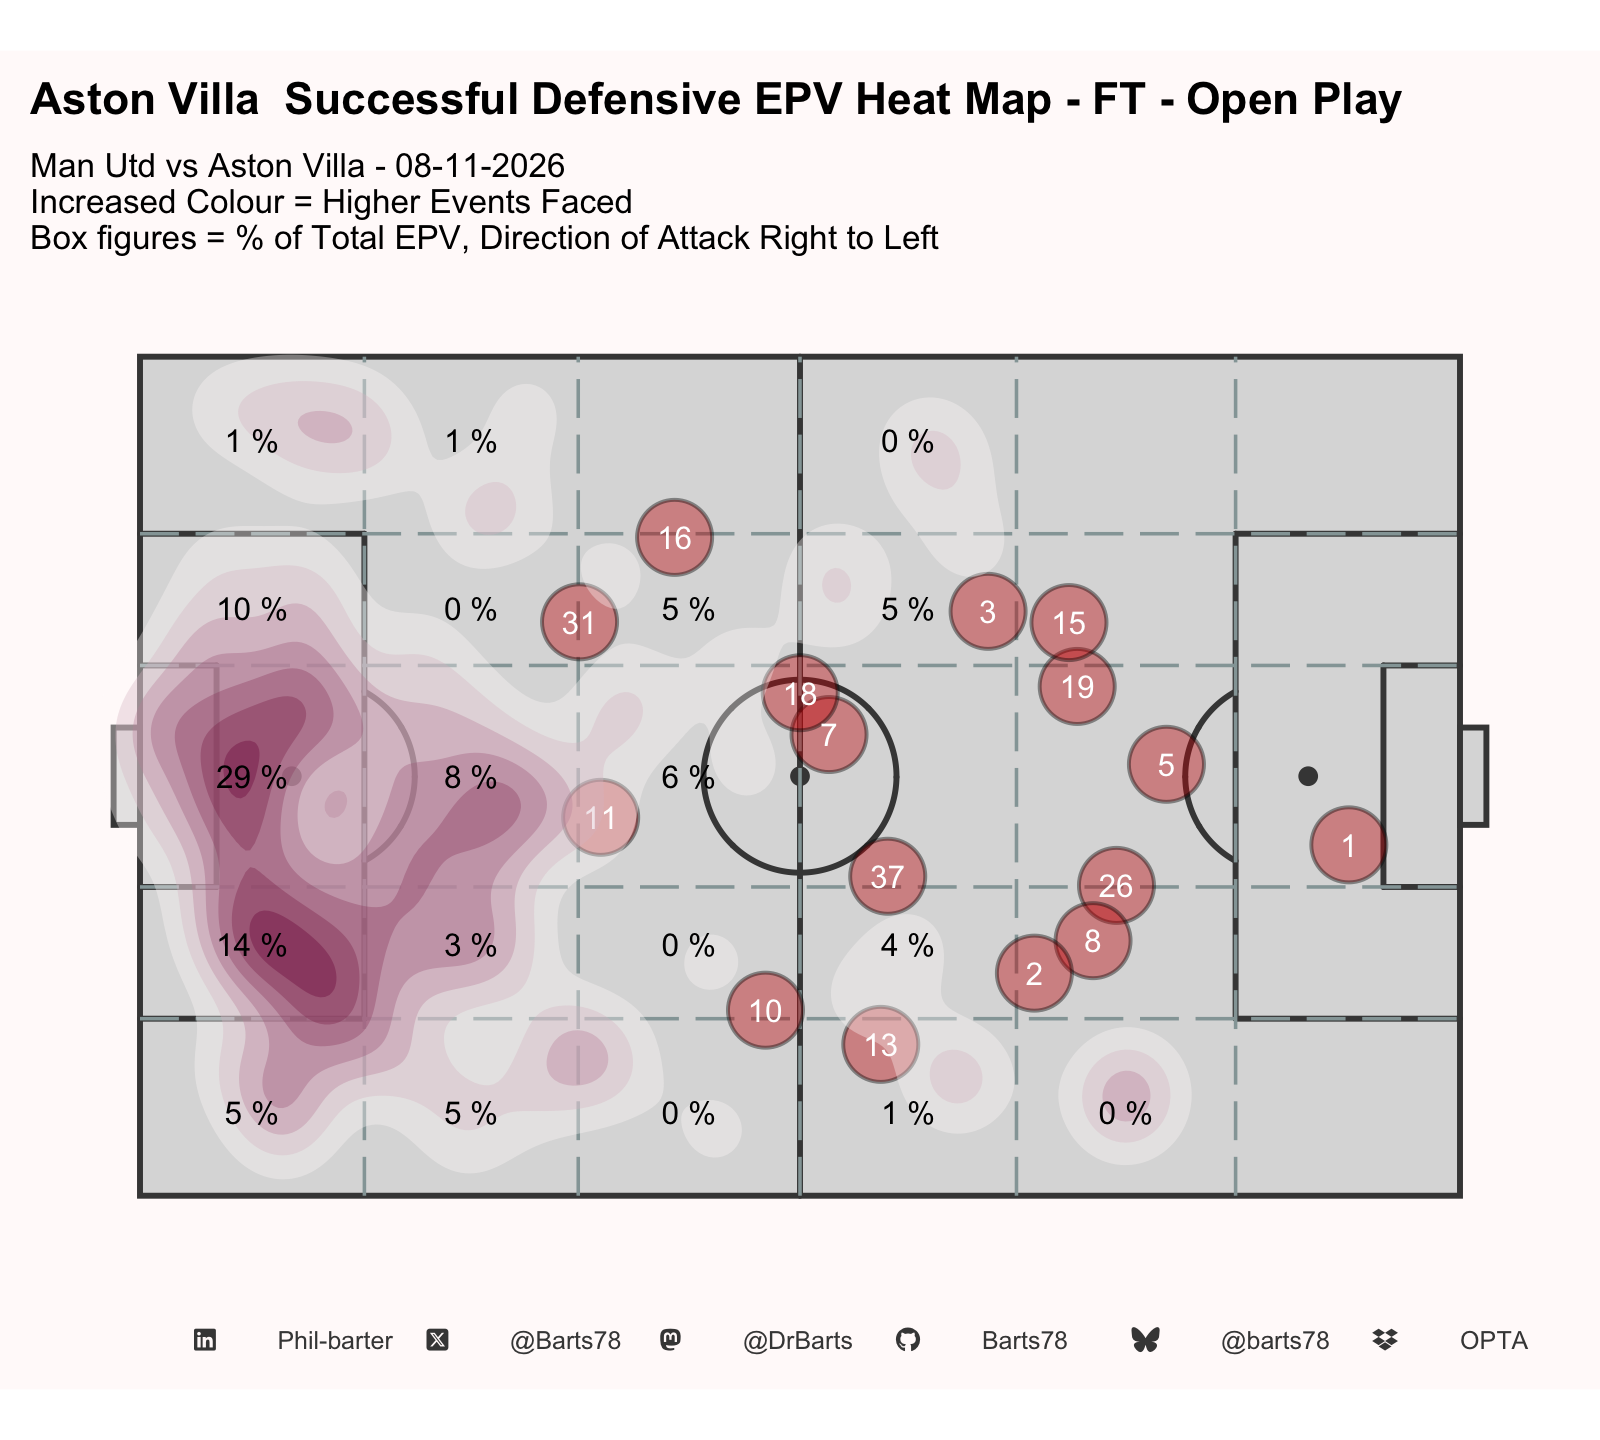 Aston Villa  Successful Defensive EPV Heat Map - FT - Open Play
Man Utd vs Aston Villa - 08-11-2026
Increased Colour = Higher Events Faced
Box figures = % of Total EPV, Direction of Attack Right to Left
1 % 1 % 0 %
16
10 % 0 % 31 5 % 5 % 3 15
18 19
7
29 % 8 % 6 % 5
11
1
37 26
14 % 3 % 0 % 4 % 8
2
10
13
5 % 5 % 0 % 1 % 0 %
Phil-barter @Barts78 @DrBarts Barts78 @barts78 OPTA